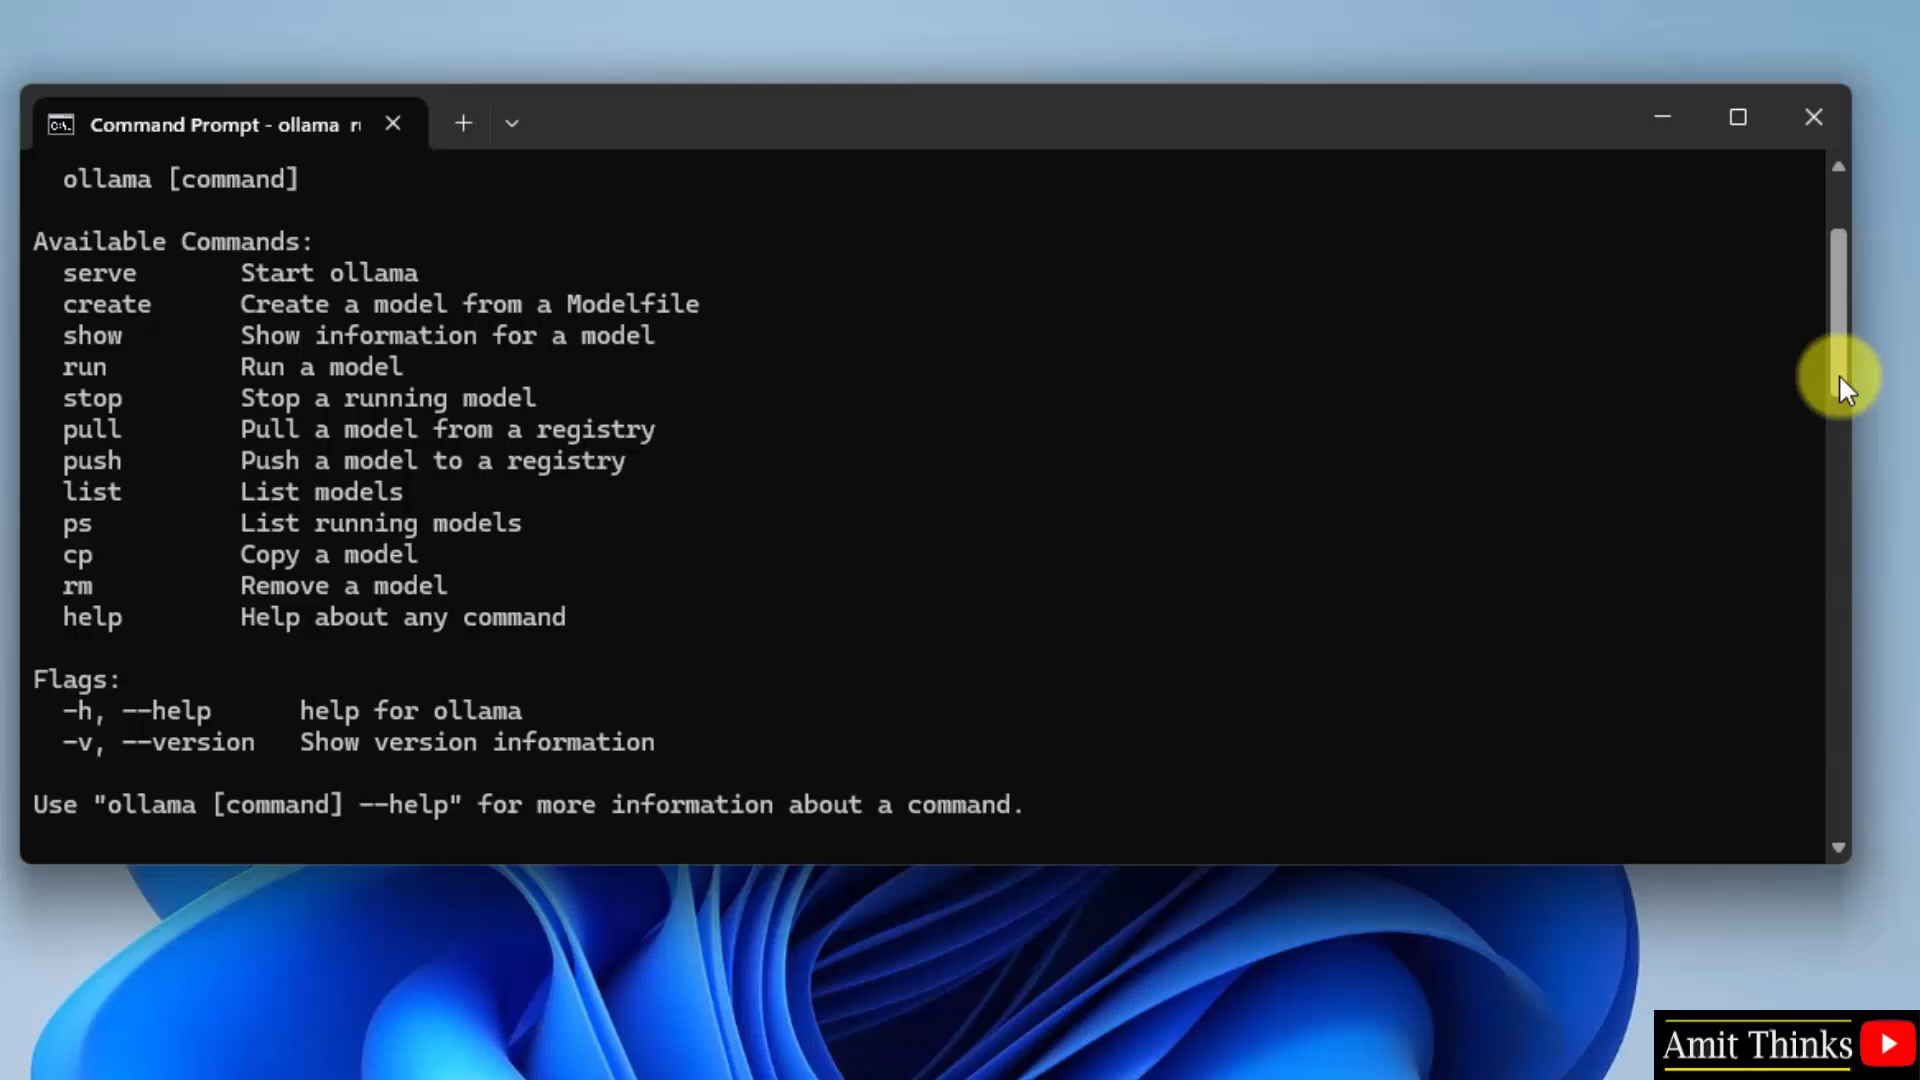 Command Prompt - ollama
ollama [command]
Available Commands:
serve Start ollama
create Create a model from a Modelfile
show Show information for a model
run Run a model
stop Stop a running model
pull Pull a model from a registry
push Push a model to a registry
list List models
ps List running models
cp Copy a model
rm Remove a model
help Help about any command
Flags:
-h, --help help for ollama
-v, --version Show version information
Use "ollama [command] --help" for more information about a command.
Amit Thinks